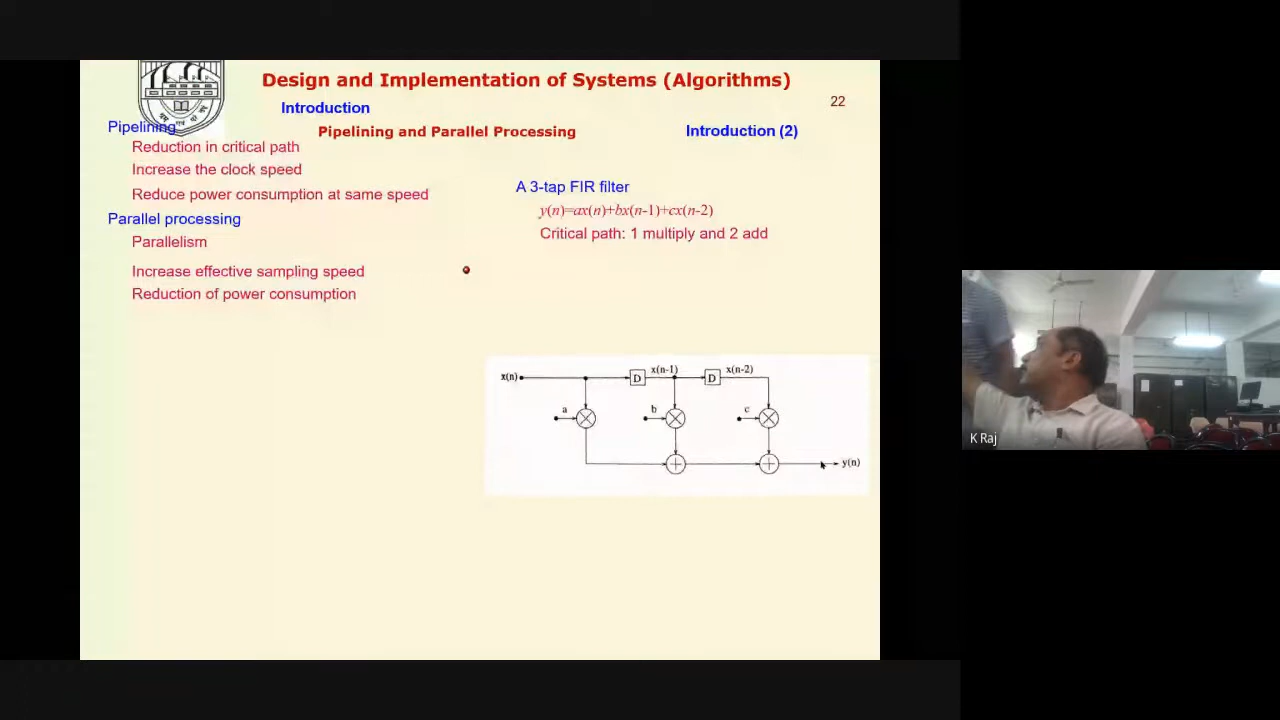 Design and Implementation of Systems (Algorithms)
22
Introduction
Pipelining and Parallel Processing
Introduction (2)
Pipelining
Reduction in critical path
Increase the clock speed
Reduce power consumption at same speed
Parallel processing
Parallelism
Increase effective sampling speed
Reduction of power consumption
A 3-tap FIR filter
y(n)=ax(n)+bx(n-1)+cx(n-2)
Critical path: 1 multiply and 2 add
x(n) D x(n-1) D x(n-2)
a b c
y(n)
K Raj